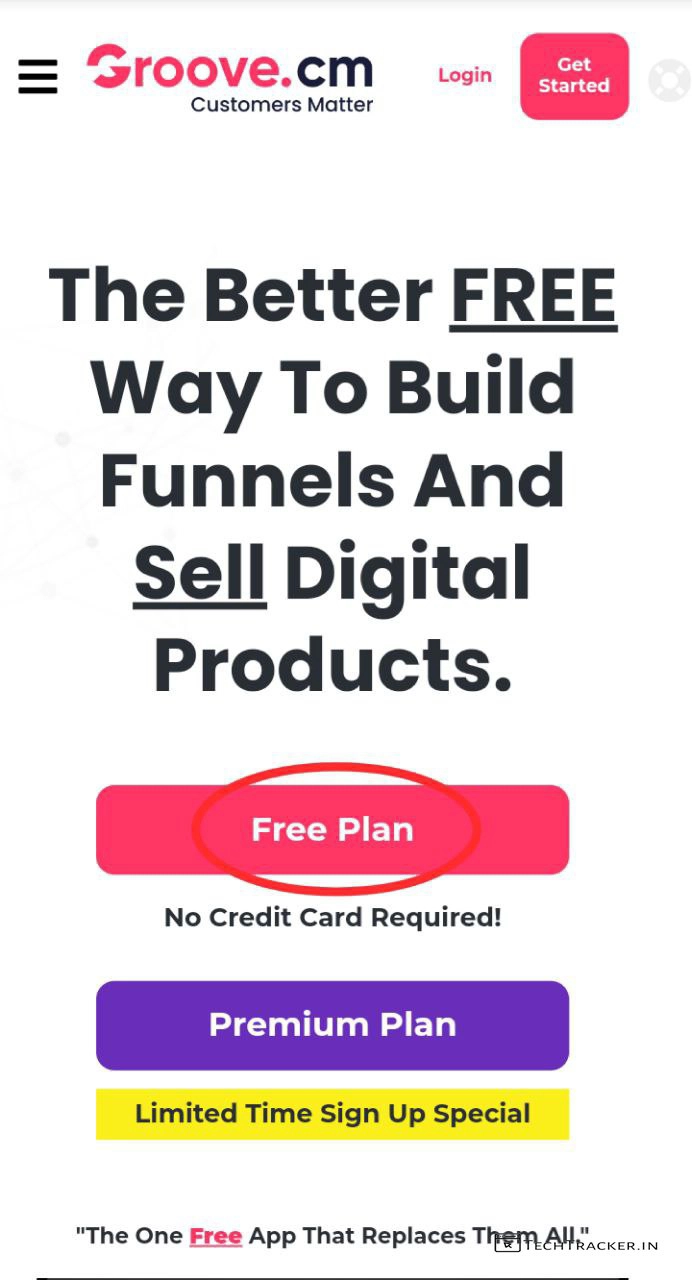 Groove.cm
Customers Matter
Login
Get
Started
The Better FREE
Way To Build
Funnels And
Sell Digital
Products.
Free Plan
No Credit Card Required!
Premium Plan
Limited Time Sign Up Special
"The One Free App That Replaces Them All."
TECHTRACKER.IN